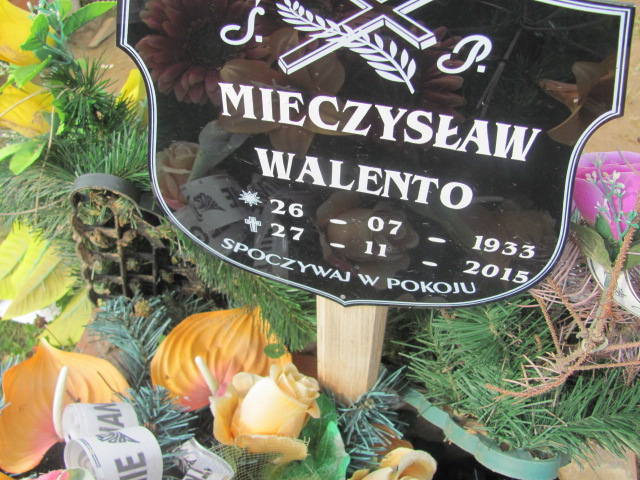 Ś. P.
MIECZYSŁAW
WALENTO
26 - 07 - 1933
27 - 11 - 2015
SPOCZYWAJ W POKOJU